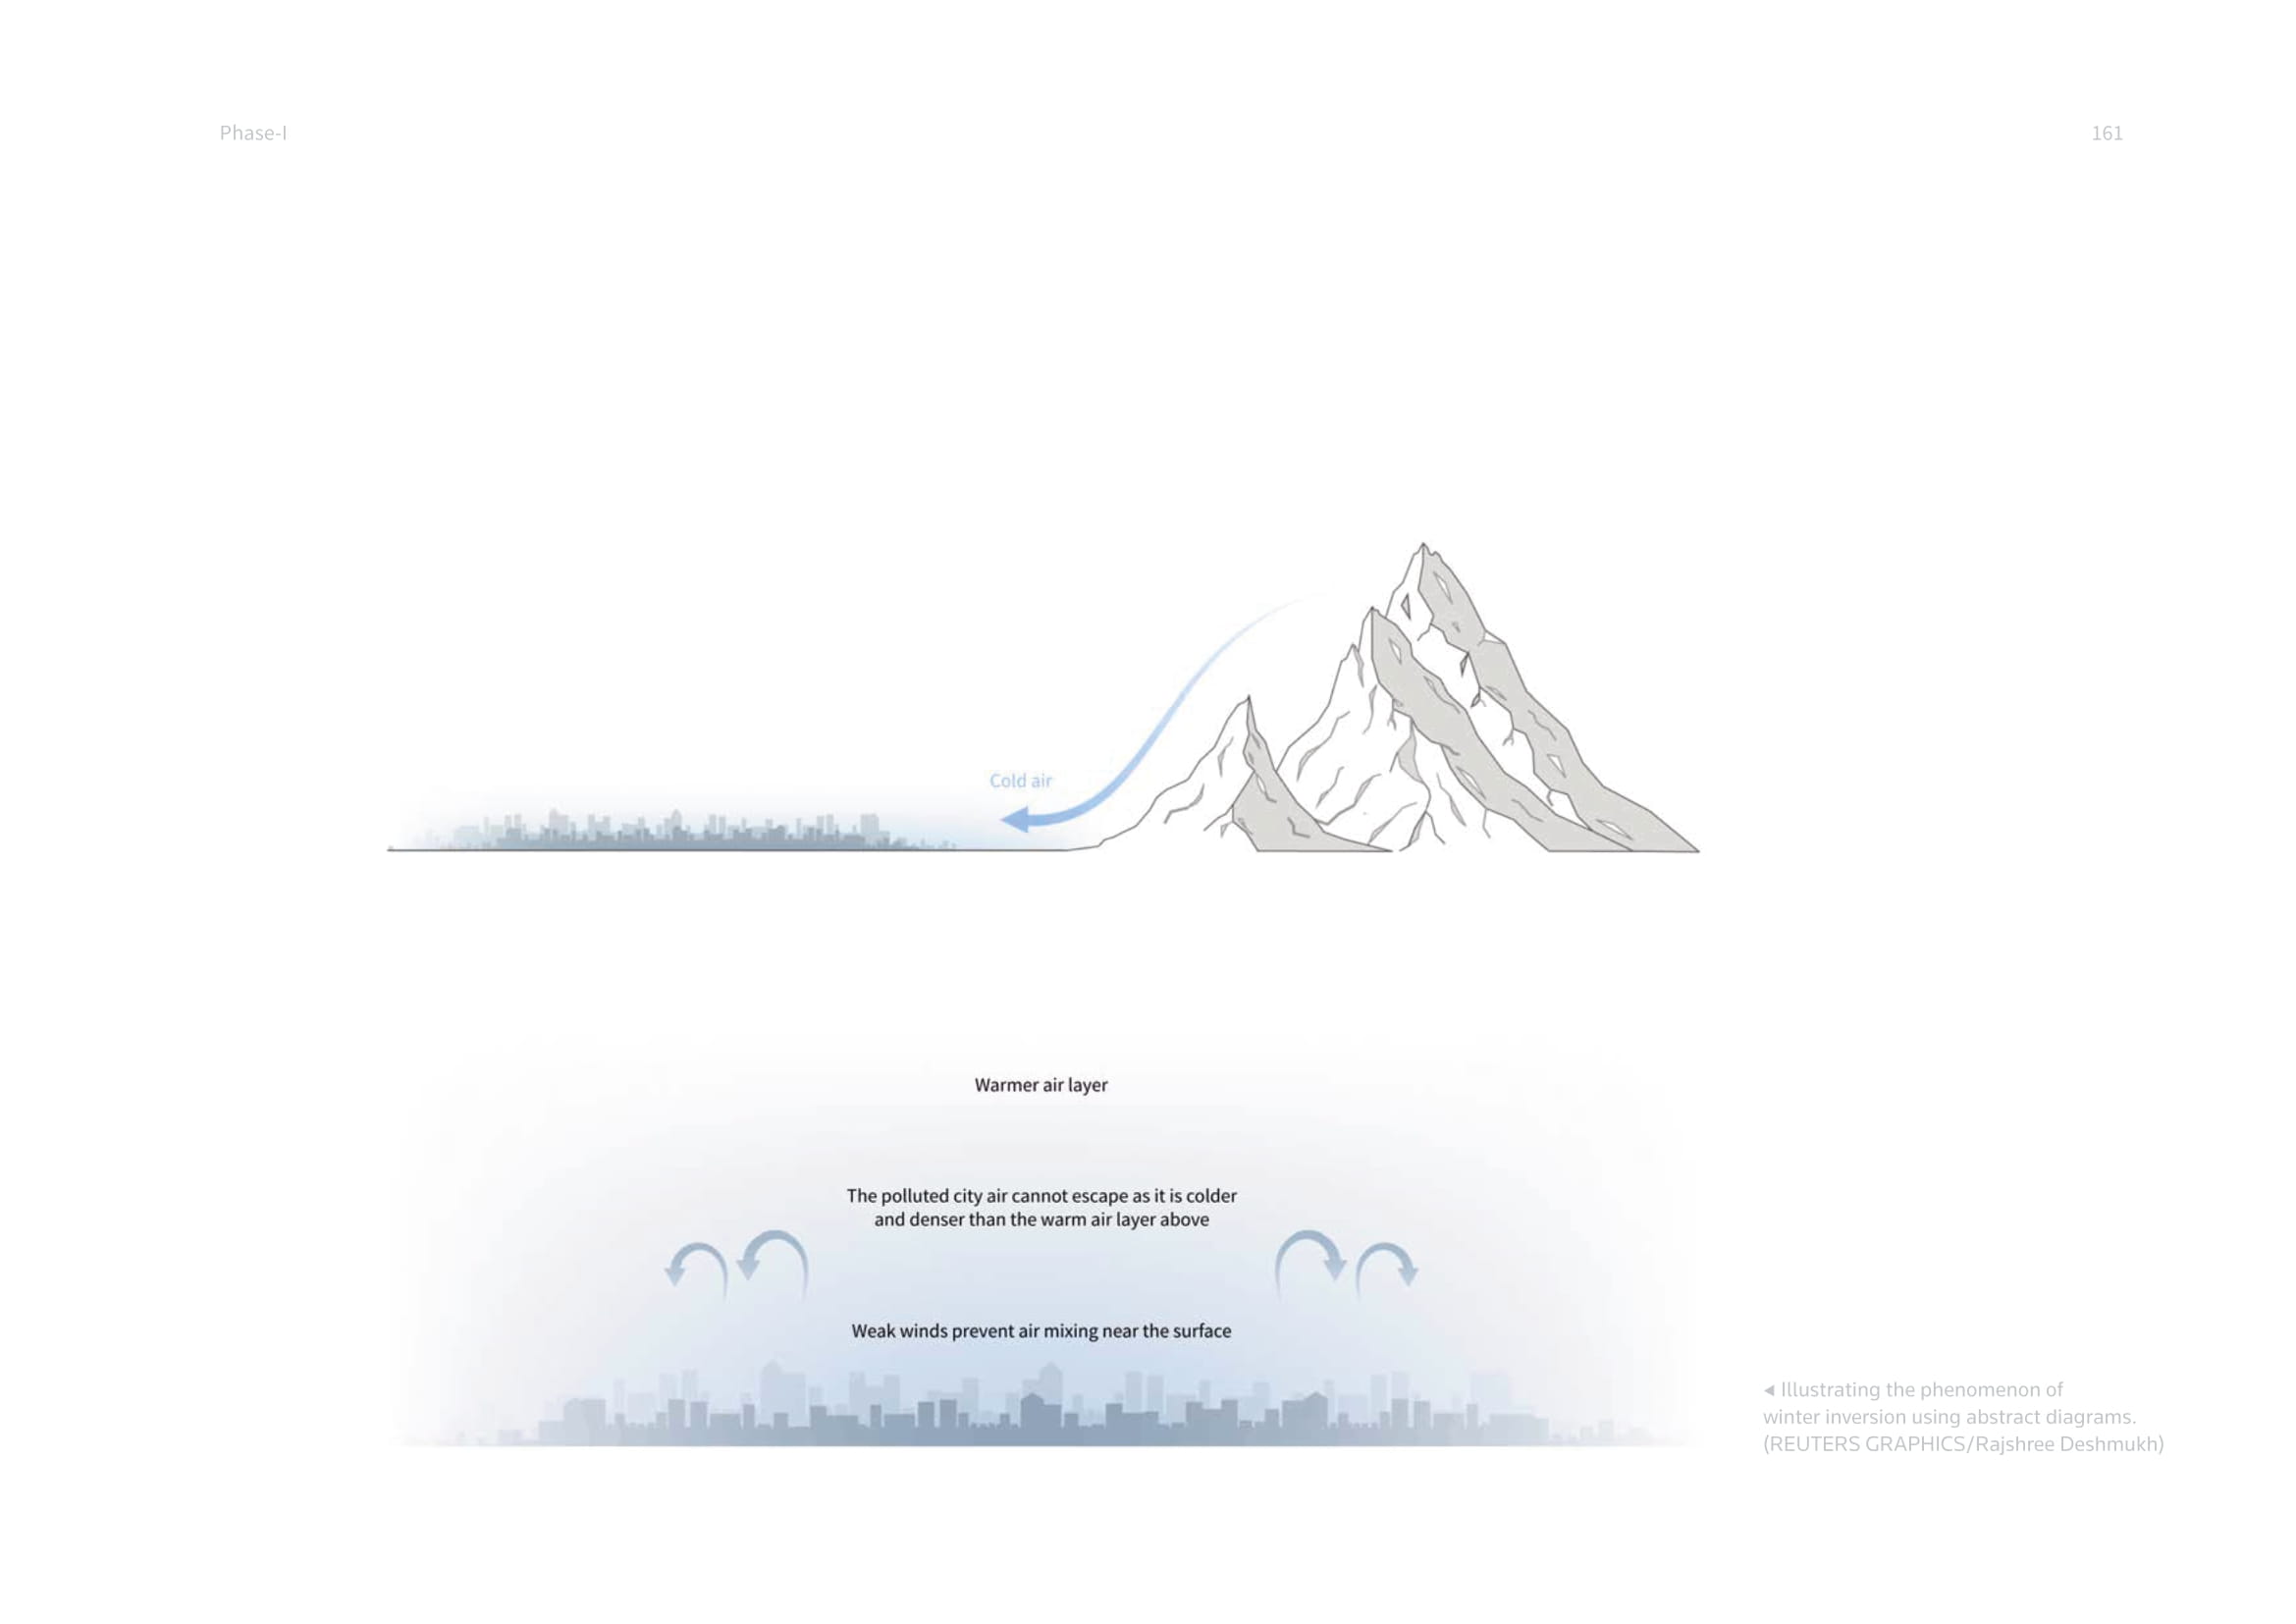 Phase-I
161
Cold air
Warmer air layer
The polluted city air cannot escape as it is colder
and denser than the warm air layer above
Weak winds prevent air mixing near the surface
◄ Illustrating the phenomenon of
winter inversion using abstract diagrams.
(REUTERS GRAPHICS/Rajshree Deshmukh)